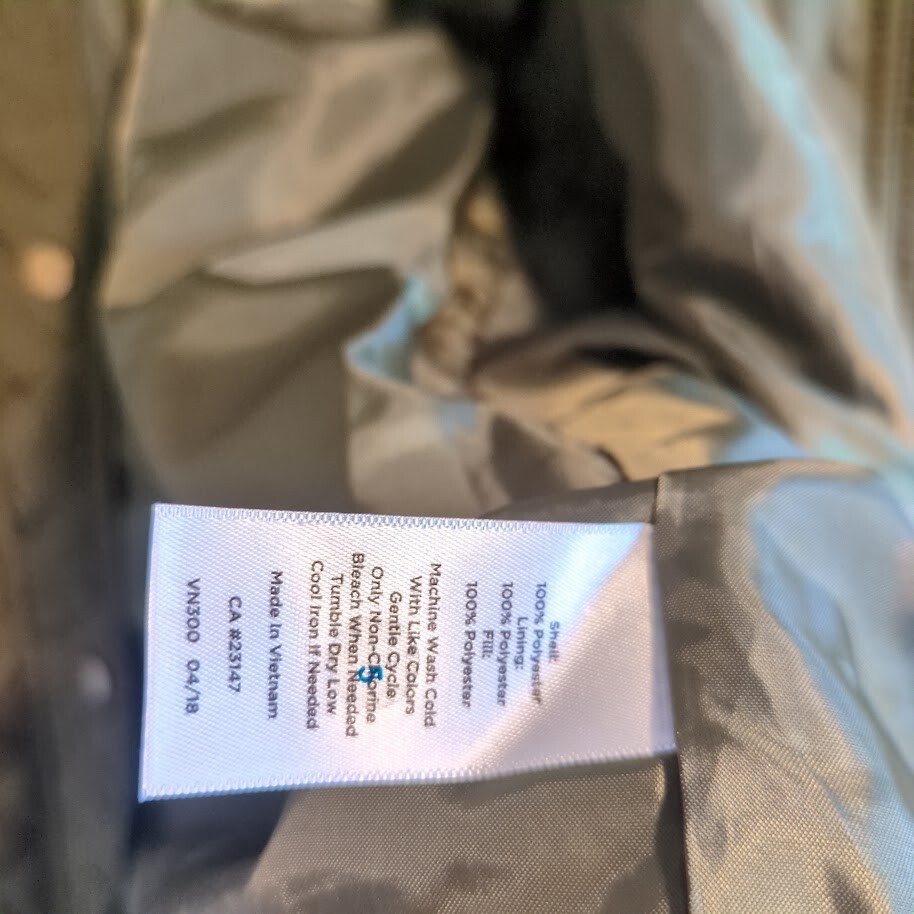 Shell:
100% Polyester
Lining:
100% Polyester
Fill:
100% Polyester
Machine Wash Cold
With Like Colors
Gentle Cycle
Only Non-Chlorine
Bleach When Needed
Tumble Dry Low
Cool Iron If Needed
Made In Vietnam
CA #23147
VN300 04/18
5